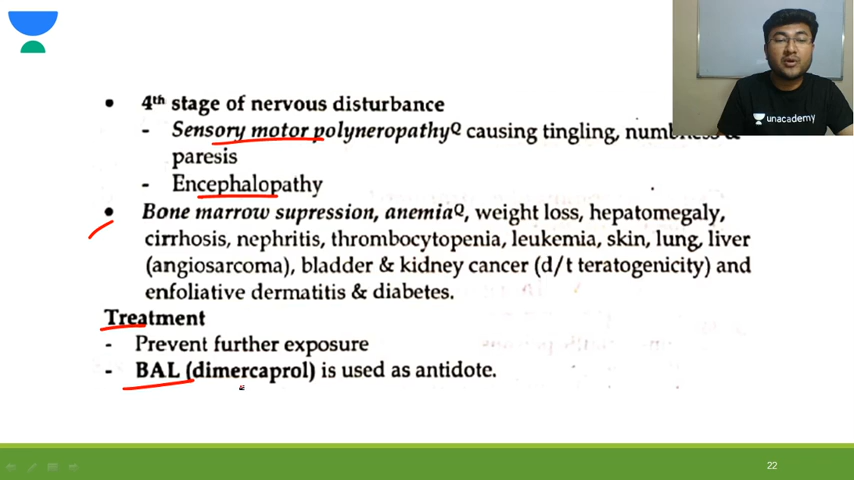 4th stage of nervous disturbance
- Sensory motor polyneropathyQ causing tingling, numbness &
paresis
- Encephalopathy
Bone marrow supression, anemiaQ, weight loss, hepatomegaly,
cirrhosis, nephritis, thrombocytopenia, leukemia, skin, lung, liver
(angiosarcoma), bladder & kidney cancer (d/t teratogenicity) and
enfoliative dermatitis & diabetes.
Treatment
- Prevent further exposure
- BAL (dimercaprol) is used as antidote.
unacademy
22